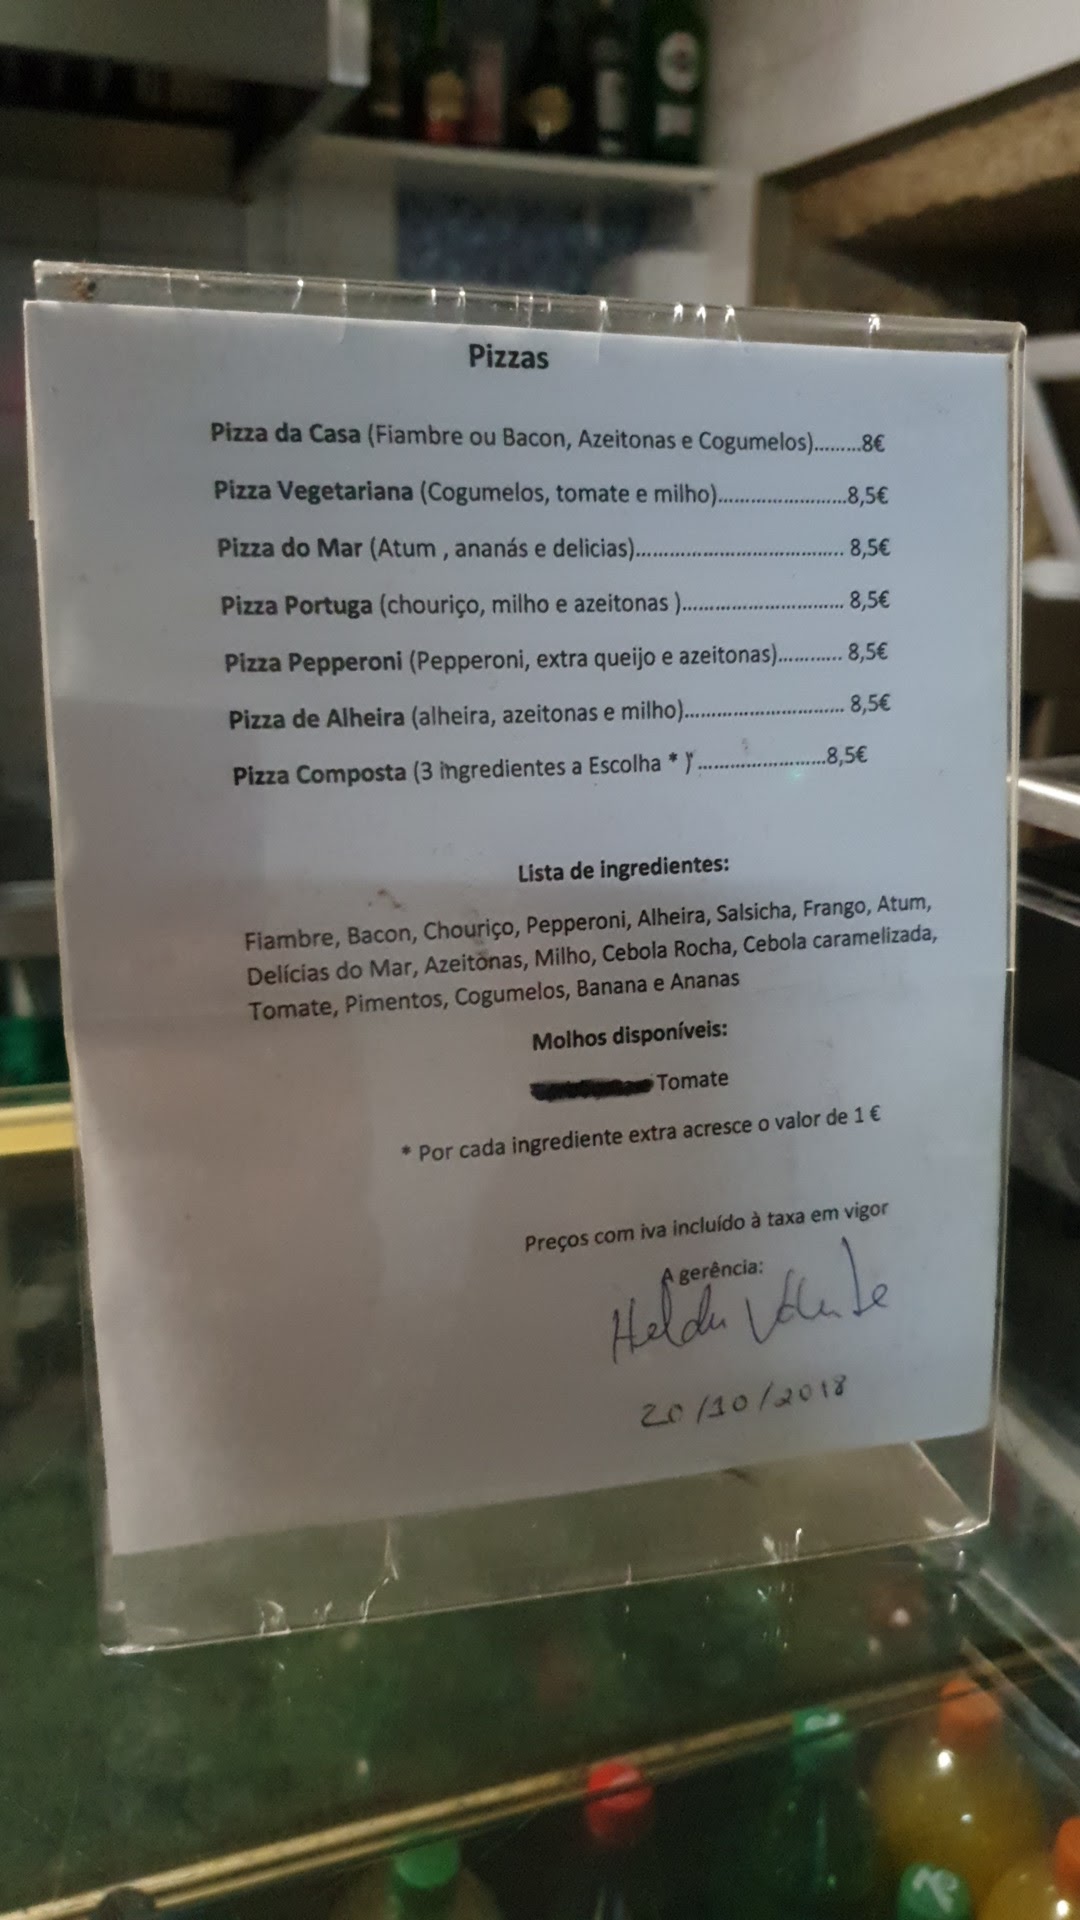 Pizzas
Pizza da Casa (Fiambre ou Bacon, Azeitonas e Cogumelos).........8€
Pizza Vegetariana (Cogumelos, tomate e milho).........................8,5€
Pizza do Mar (Atum , ananás e delicias)........................................ 8,5€
Pizza Portuga (chouriço, milho e azeitonas )............................... 8,5€
Pizza Pepperoni (Pepperoni, extra queijo e azeitonas)............ 8,5€
Pizza de Alheira (alheira, azeitonas e milho)............................... 8,5€
Pizza Composta (3 ingredientes a Escolha * ) .........................8,5€
Lista de ingredientes:
Fiambre, Bacon, Chouriço, Pepperoni, Alheira, Salsicha, Frango, Atum,
Delícias do Mar, Azeitonas, Milho, Cebola Rocha, Cebola caramelizada,
Tomate, Pimentos, Cogumelos, Banana e Ananas
Molhos disponíveis:
Tomate
* Por cada ingrediente extra acresce o valor de 1 €
Preços com iva incluído à taxa em vigor
A gerência:
20/10/2018